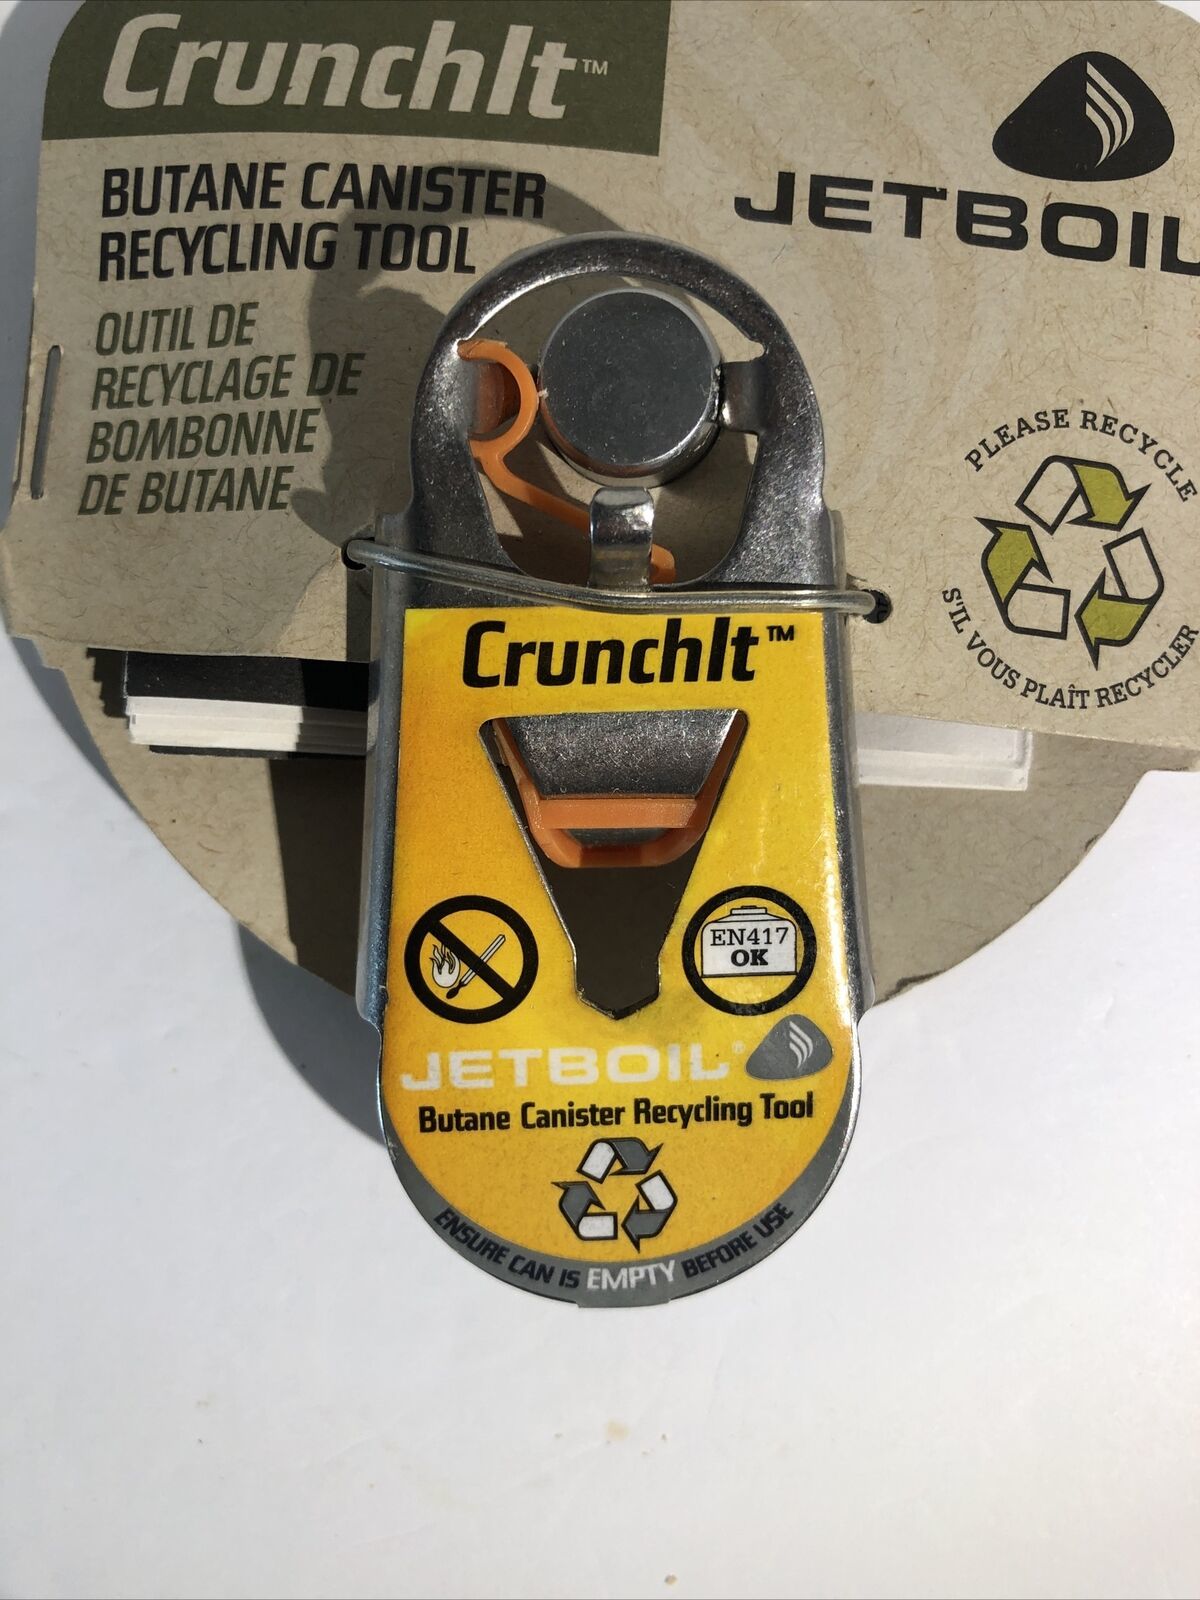 CrunchIt™
BUTANE CANISTER
RECYCLING TOOL
OUTIL DE
RECYCLAGE DE
BOMBONNE
DE BUTANE
JETBOIL
PLEASE RECYCLE
S'IL VOUS PLAÎT RECYCLER
CrunchIt™
EN417
OK
JETBOIL®
Butane Canister Recycling Tool
ENSURE CAN IS EMPTY BEFORE USE